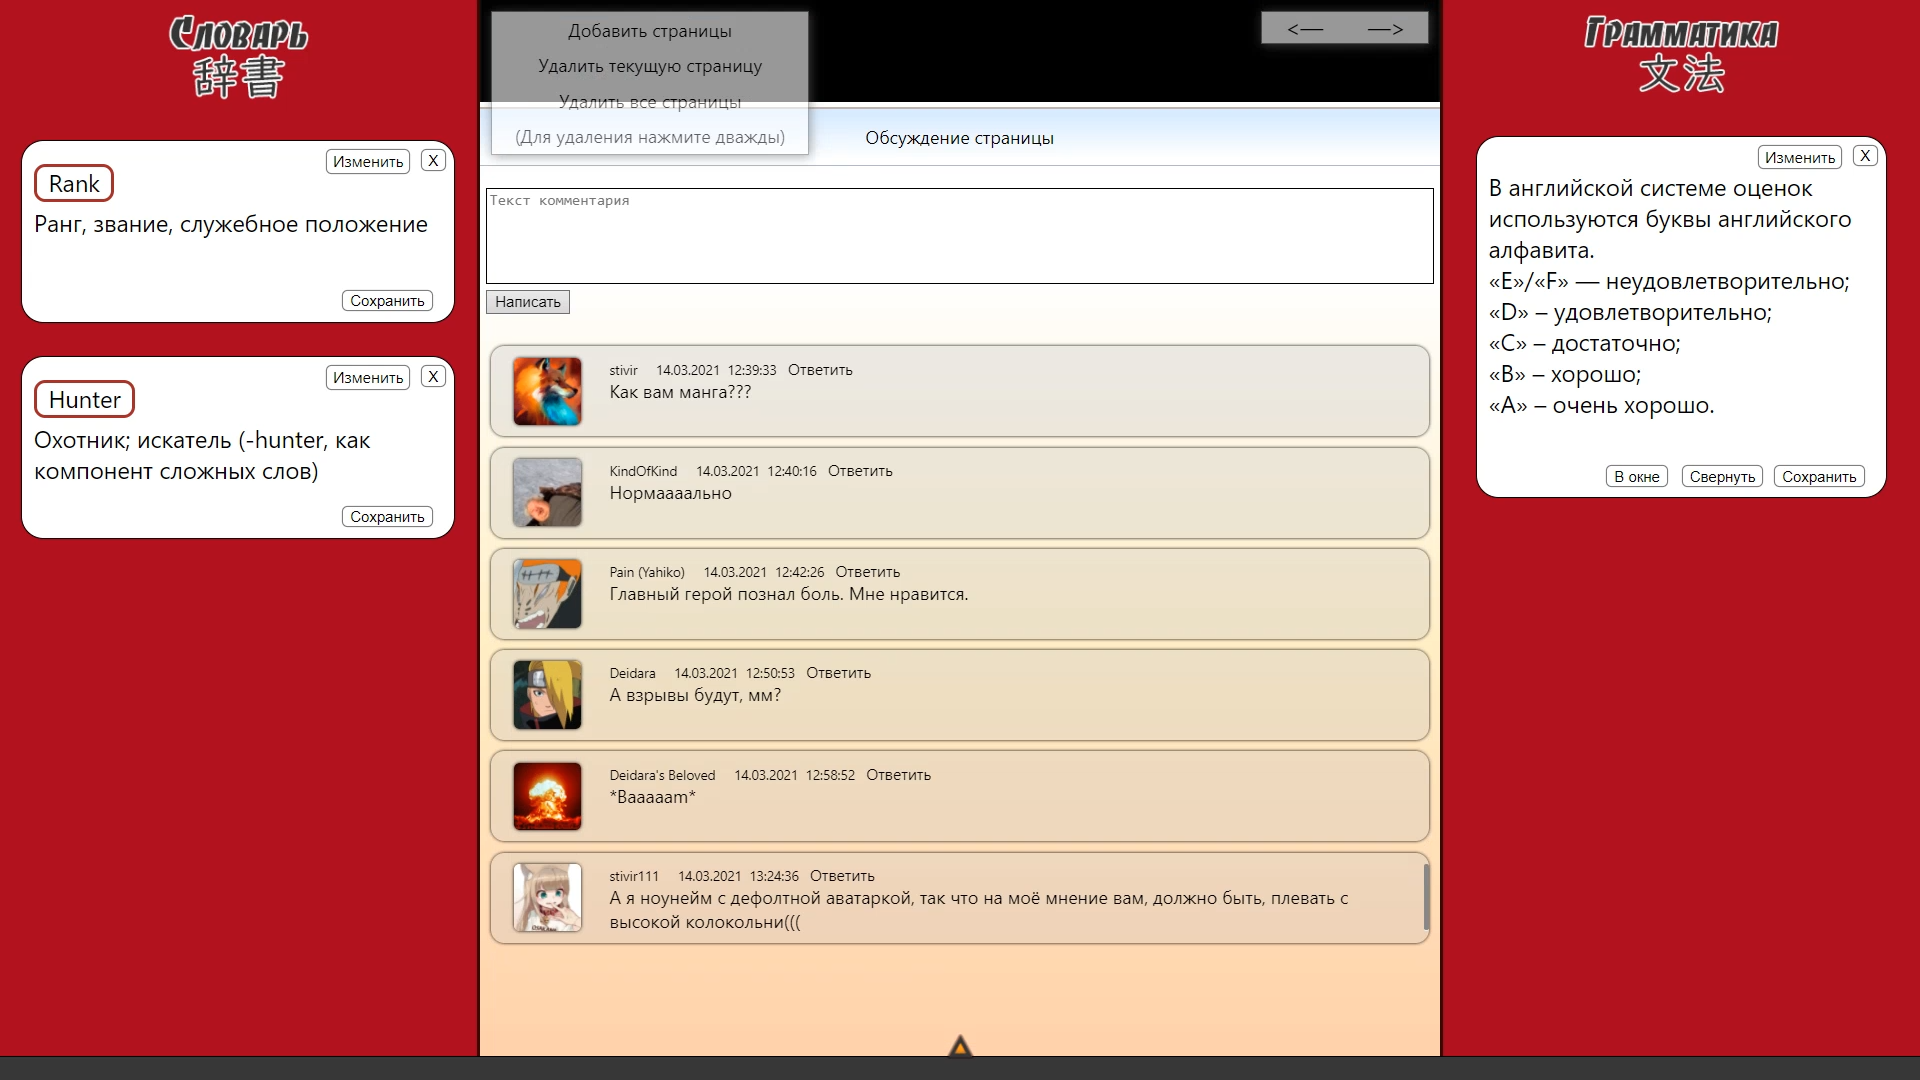 Словарь
辞書
Изменить
X
Rank
Ранг, звание, служебное положение
Сохранить
Изменить
X
Hunter
Охотник; искатель (-hunter, как
компонент сложных слов)
Сохранить
Добавить страницы
Удалить текущую страницу
Удалить все страницы
(Для удаления нажмите дважды)
<—
—>
Обсуждение страницы
Текст комментария
Написать
stivir 14.03.2021 12:39:33 Ответить
Как вам манга???
KindOfKind 14.03.2021 12:40:16 Ответить
Нормаааально
Pain (Yahiko) 14.03.2021 12:42:26 Ответить
Главный герой познал боль. Мне нравится.
Deidara 14.03.2021 12:50:53 Ответить
А взрывы будут, мм?
Deidara's Beloved 14.03.2021 12:58:52 Ответить
*Baaaaam*
stivir111 14.03.2021 13:24:36 Ответить
А я ноунейм с дефолтной аватаркой, так что на моё мнение вам, должно быть, плевать с
высокой колокольни(((
Грамматика
文法
Изменить
X
В английской системе оценок
используются буквы английского
алфавита.
«E»/«F» — неудовлетворительно;
«D» – удовлетворительно;
«C» – достаточно;
«B» – хорошо;
«A» – очень хорошо.
В окне
Свернуть
Сохранить